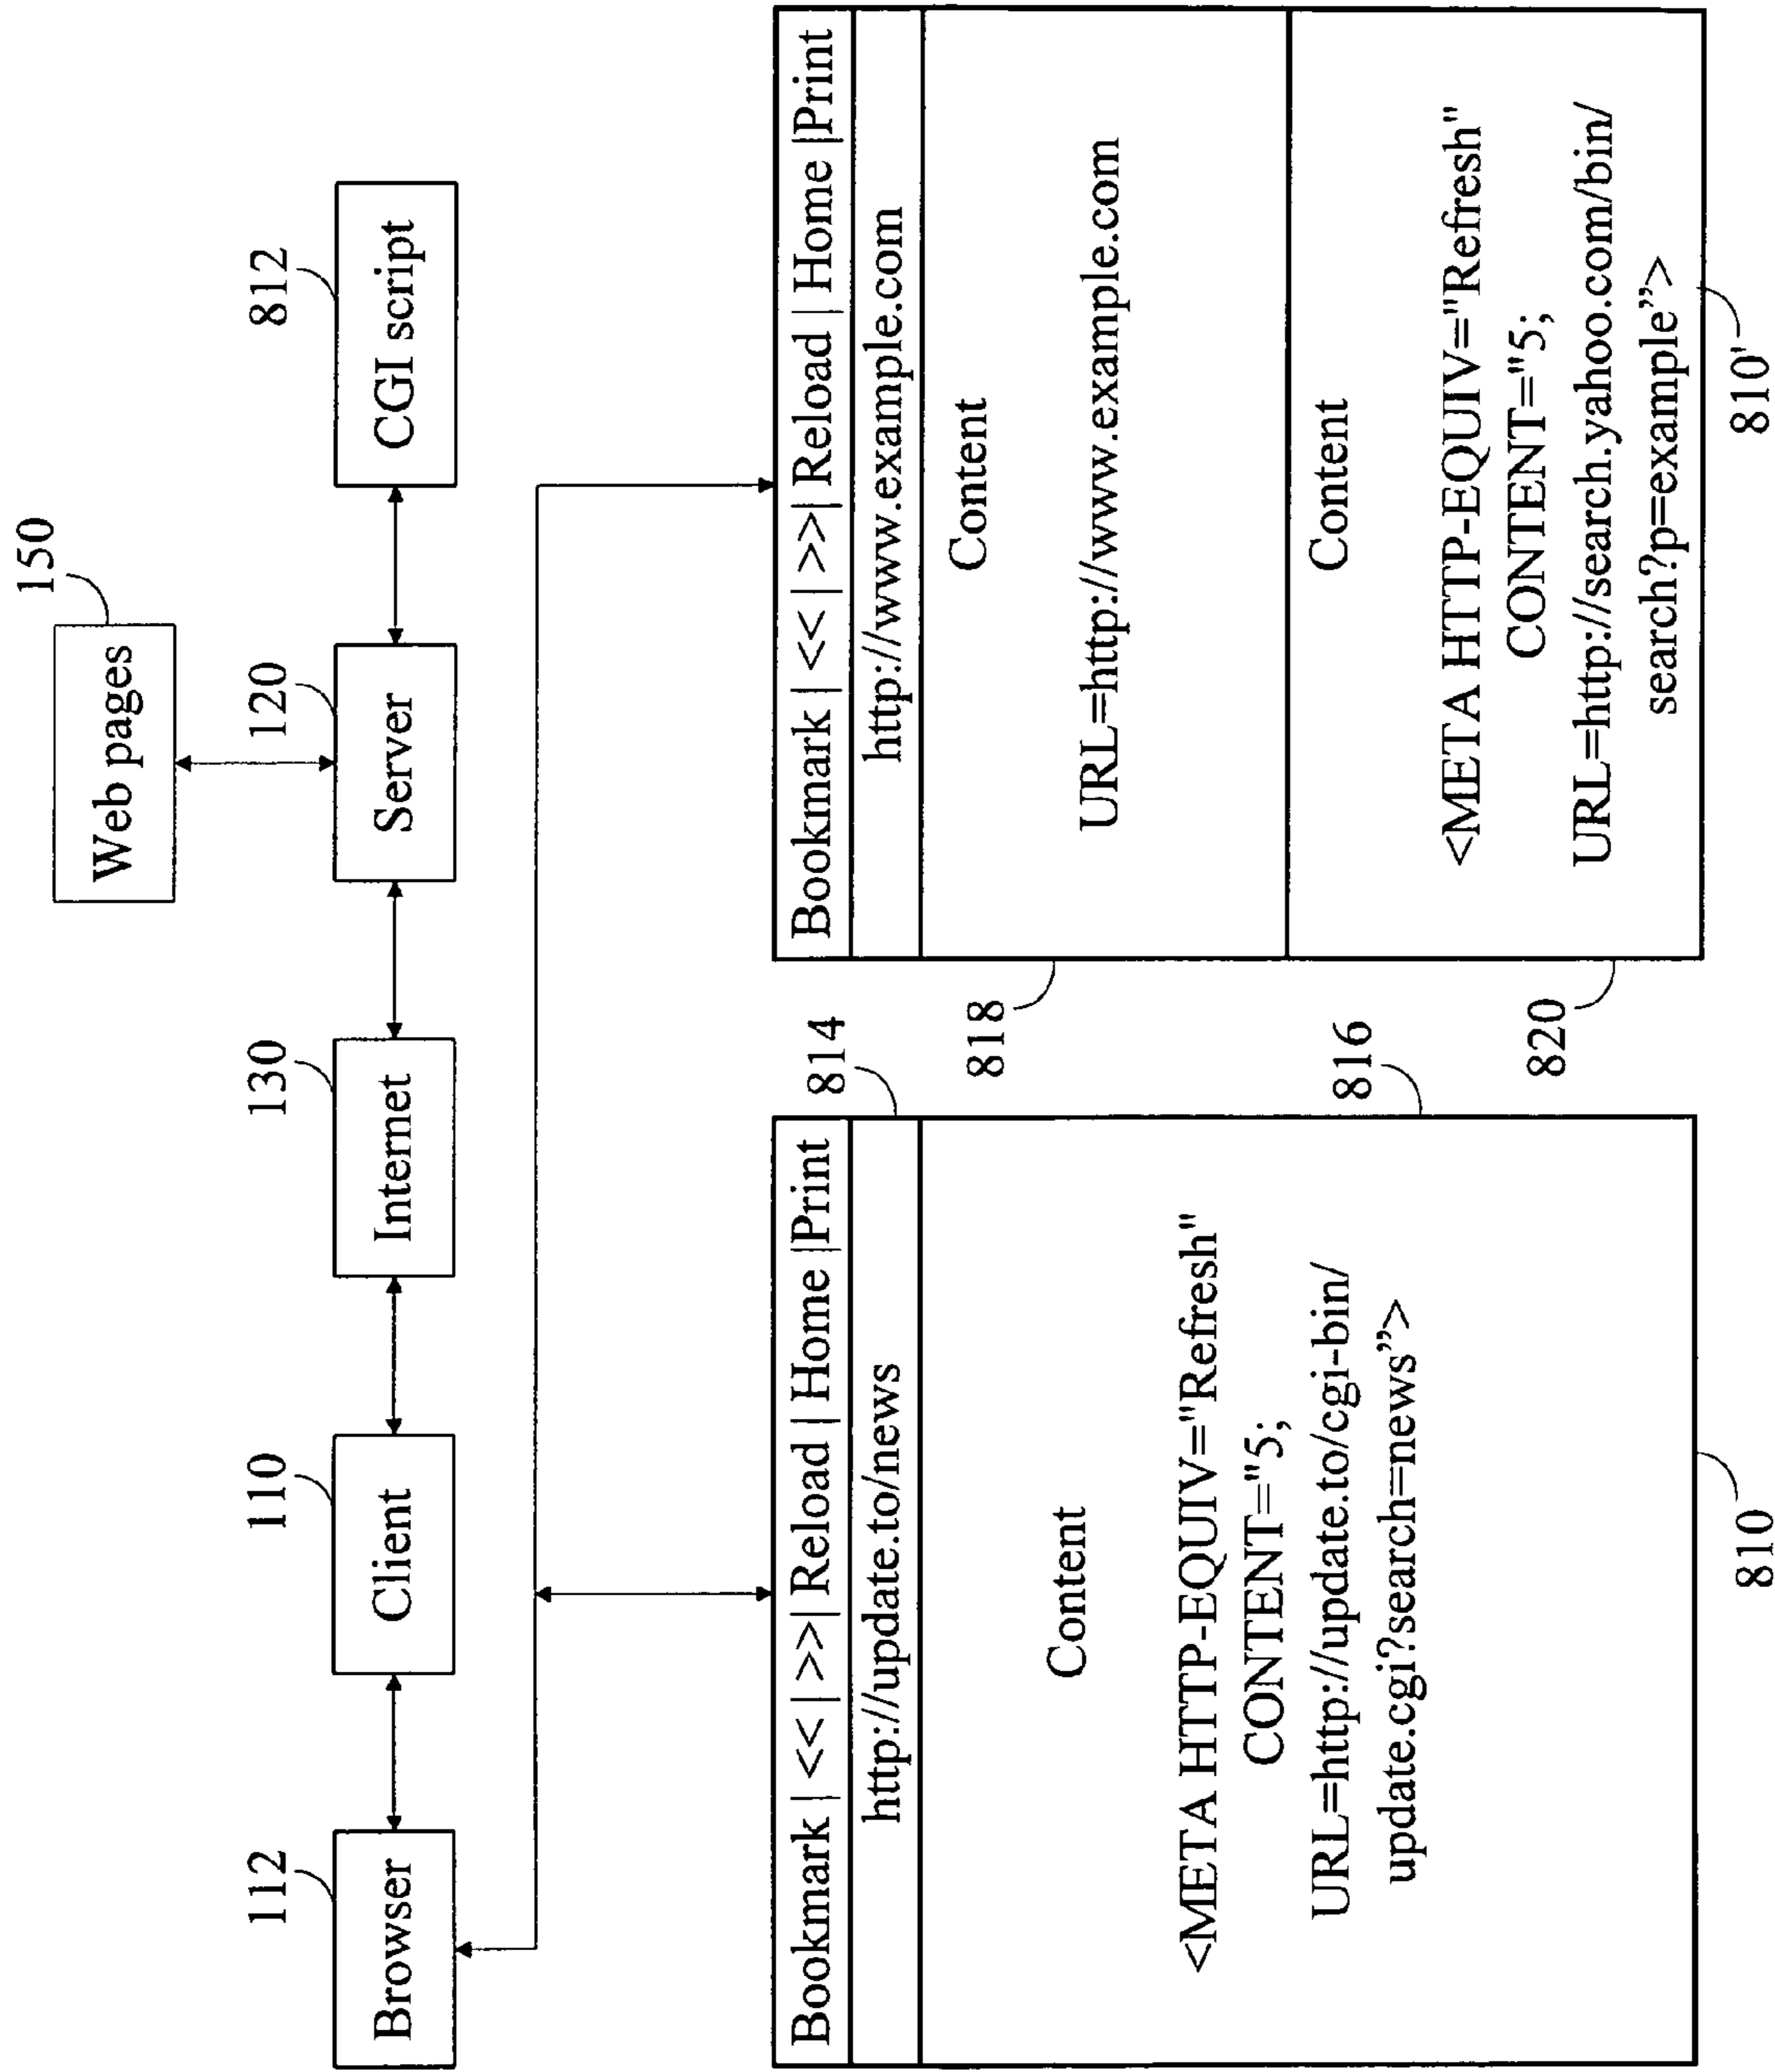 150
Web pages
112
110
130
120
812
Browser
Client
Internet
Server
CGI script
Bookmark | << | >>| Reload | Home |Print
http://update.to/news
814
Content
<META HTTP-EQUIV="Refresh"
CONTENT="5;
URL=http://update.to/cgi-bin/
update.cgi?search=news”>
816
810
Bookmark | << | >>| Reload | Home |Print
http://www.example.com
Content
URL=http://www.example.com
818
Content
<META HTTP-EQUIV="Refresh"
CONTENT="5;
URL=http://search.yahoo.com/bin/
search?p=example”>
820
810'